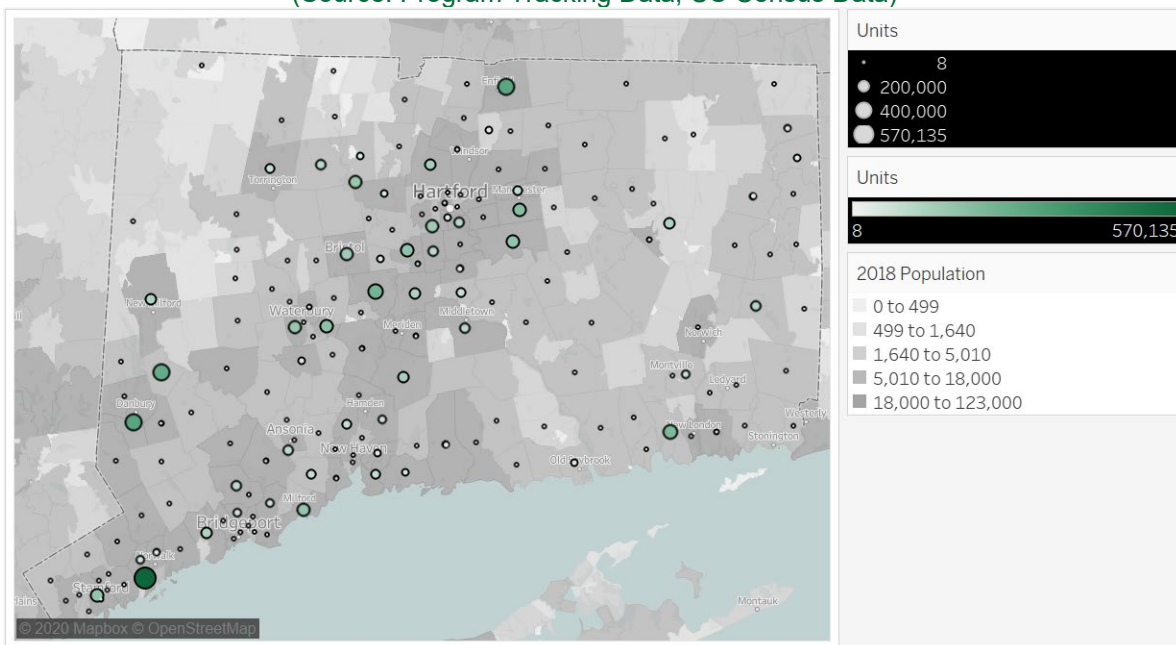 (Source: Program Tracking Data, US Census Data)
Units
8
200,000
400,000
570,135
Units
8
570,135
2018 Population
0 to 499
499 to 1,640
1,640 to 5,010
5,010 to 18,000
18,000 to 123,000
Enfield
Windsor
Torrington
Hartford
Manchester
Bristol
New Milford
Waterbury
Meriden
Middletown
Norwich
Montville
Ledyard
Danbury
Hamden
Ansonia
New London
Westerly
Stonington
New Haven
Old Saybrook
Milford
Bridgeport
Norwalk
Stamford
Montauk
© 2020 Mapbox © OpenStreetMap